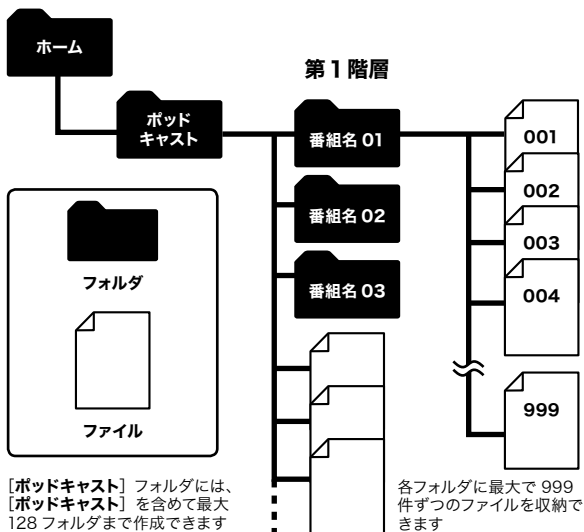 ホーム
第1階層
ポッド
キャスト
番組名 01
番組名 02
番組名 03
001
002
003
004
999
フォルダ
ファイル
[ポッドキャスト] フォルダには、
[ポッドキャスト] を含めて最大
128 フォルダまで作成できます
各フォルダに最大で 999
件ずつのファイルを収納で
きます